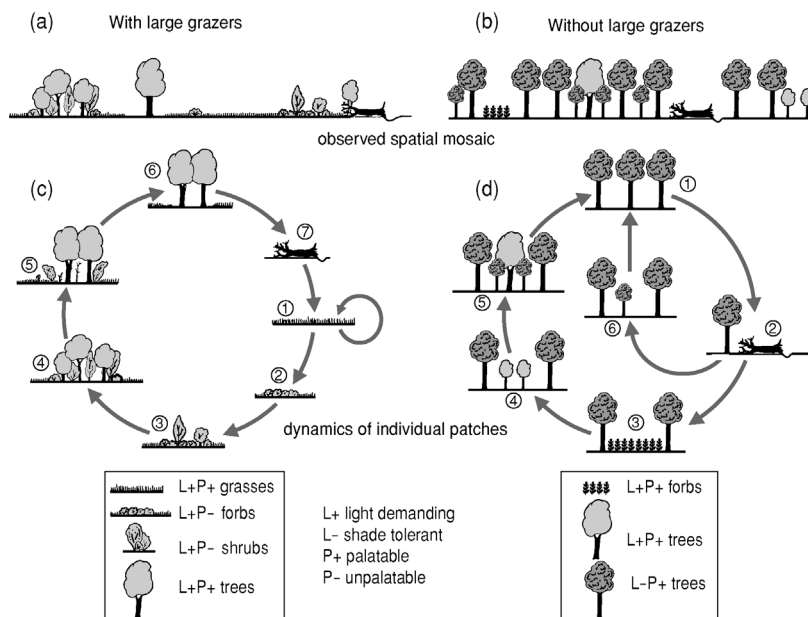 (a) With large grazers
(b) Without large grazers
observed spatial mosaic
(c)
⑥
⑦
①
②
③
④
⑤
(d)
①
②
③
④
⑤
⑥
dynamics of individual patches
L+P+ grasses
L+P− forbs
L+P− shrubs
L+P+ trees
L+ light demanding
L− shade tolerant
P+ palatable
P− unpalatable
L+P+ forbs
L+P+ trees
L−P+ trees